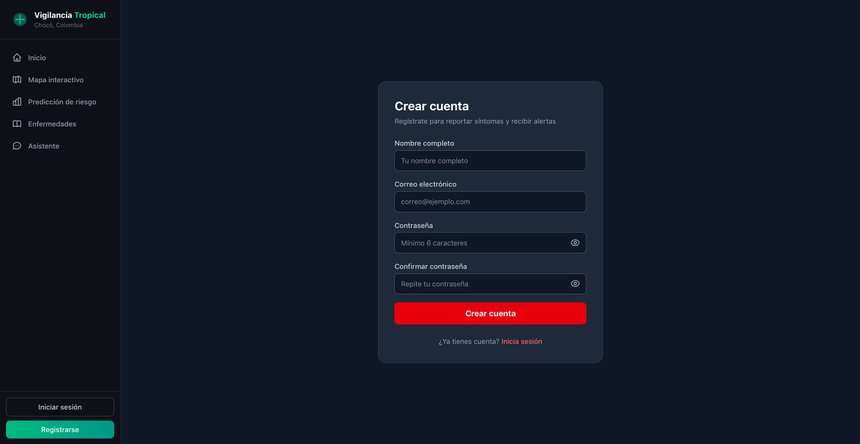 Vigilancia Tropical
Chocó, Colombia
Inicio
Mapa interactivo
Predicción de riesgo
Enfermedades
Asistente
Iniciar sesión
Registrarse
Crear cuenta
Regístrate para reportar síntomas y recibir alertas
Nombre completo
Tu nombre completo
Correo electrónico
correo@ejemplo.com
Contraseña
Mínimo 6 caracteres
Confirmar contraseña
Repite tu contraseña
Crear cuenta
¿Ya tienes cuenta? Inicia sesión